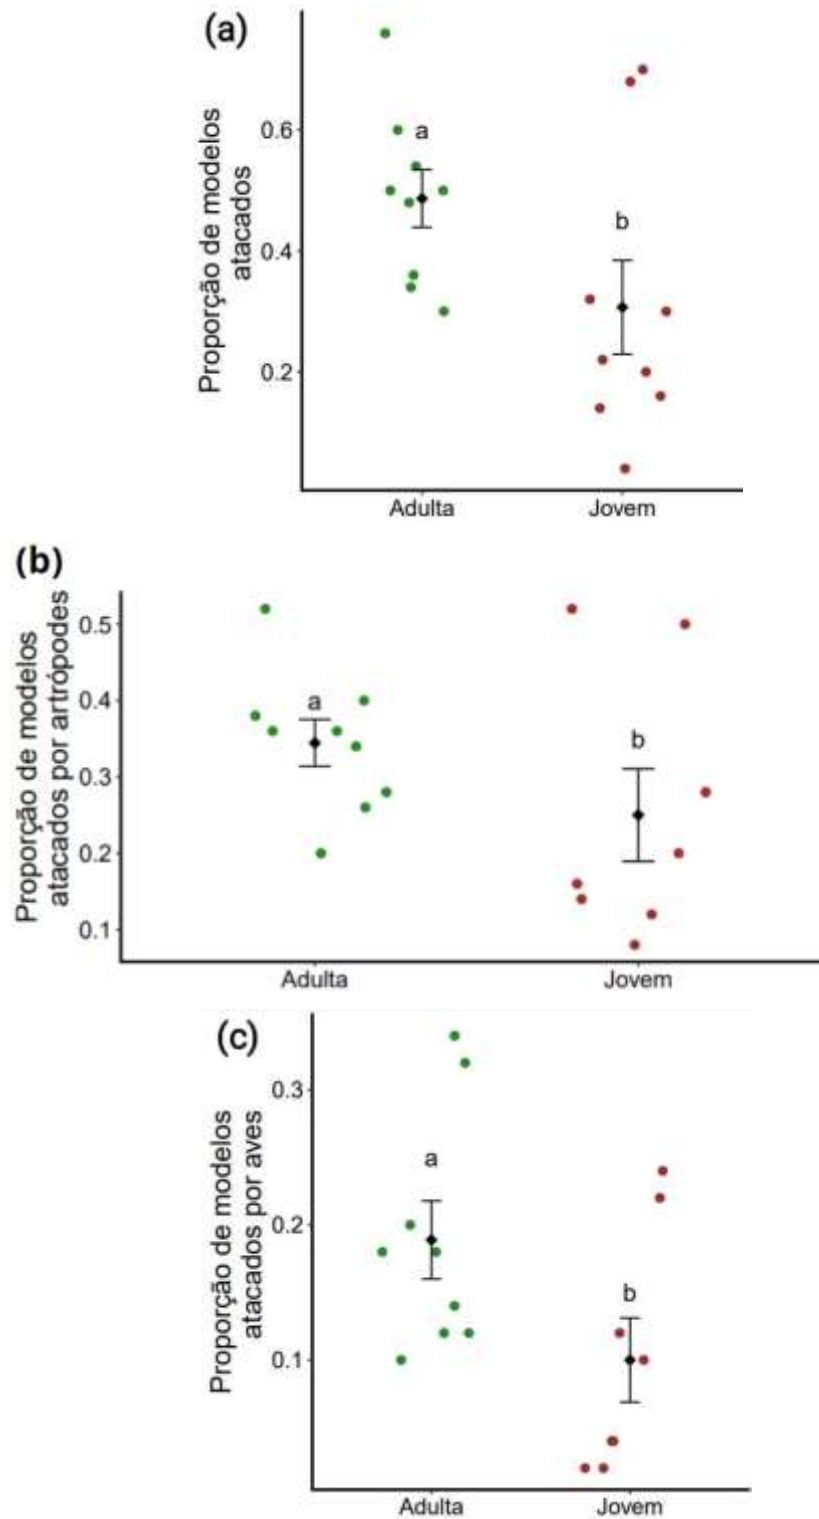 (a)
Proporção de modelos
atacados
0.6
0.4
0.2
a
b
Adulta
Jovem
(b)
Proporção de modelos
atacados por artrópodes
0.5
0.4
0.3
0.2
0.1
a
b
Adulta
Jovem
(c)
Proporção de modelos
atacados por aves
0.3
0.2
0.1
a
b
Adulta
Jovem